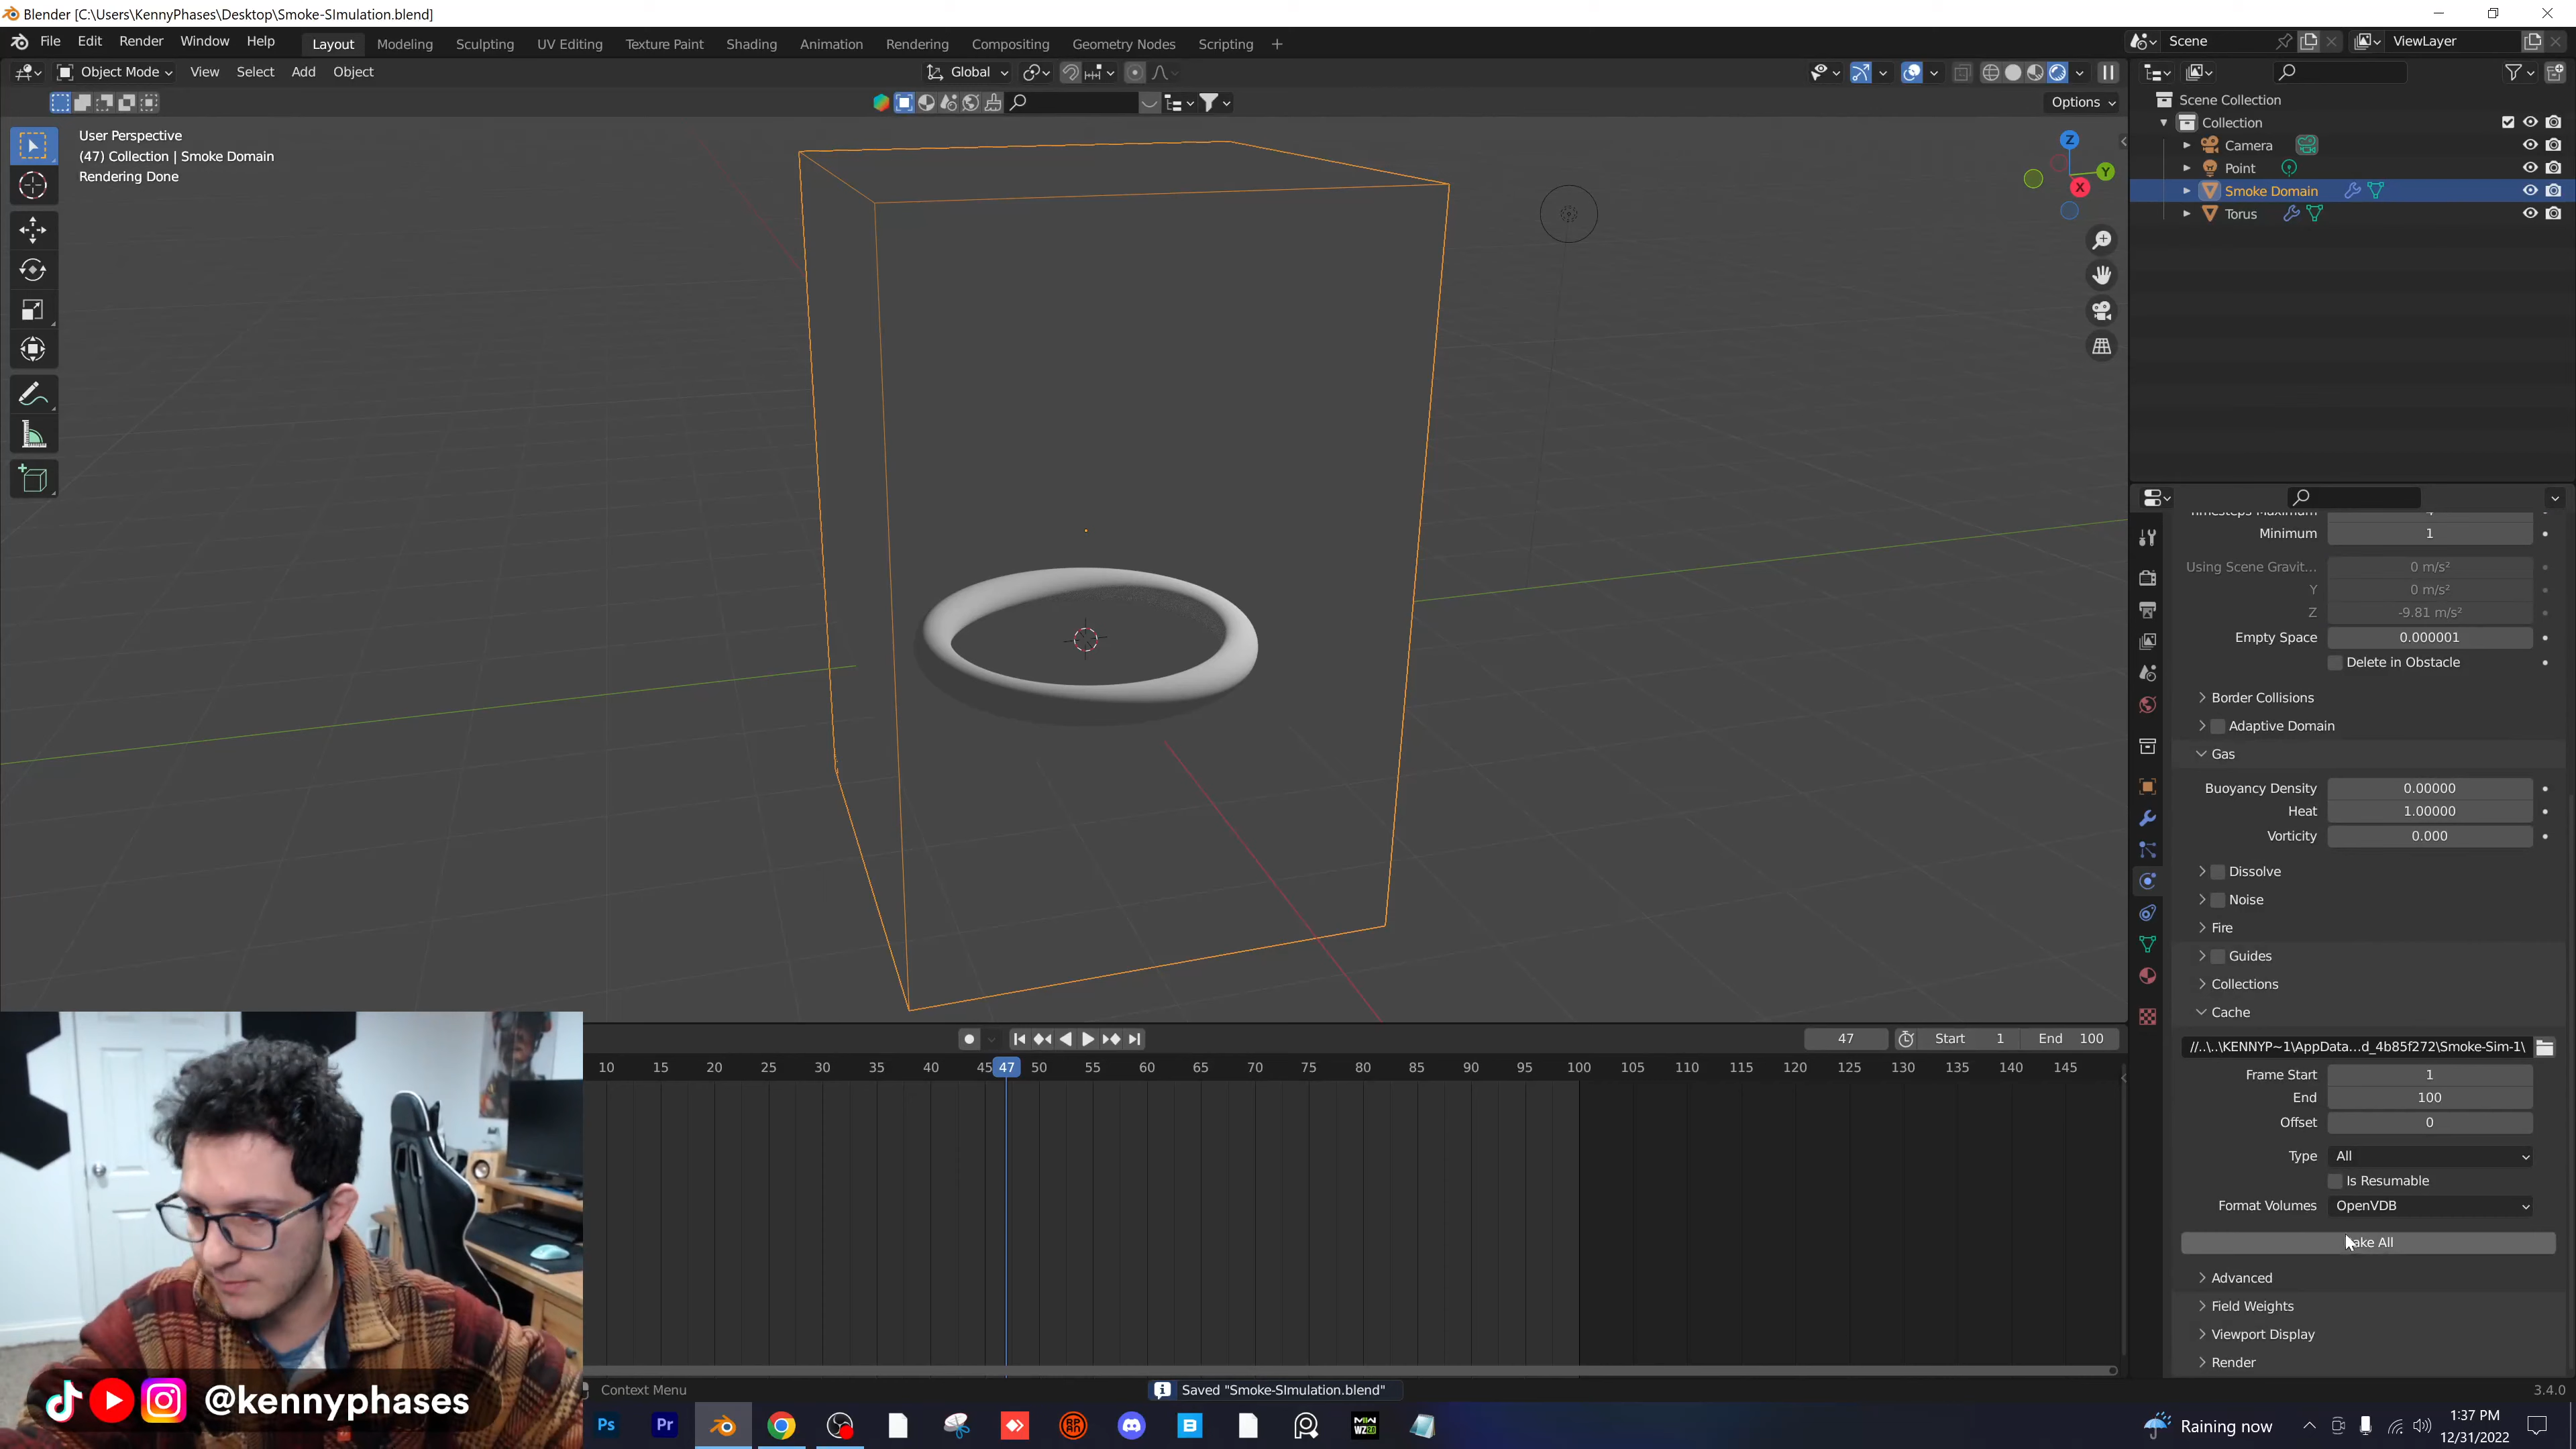 Blender [C:\Users\KennyPhases\Desktop\Smoke-SImulation.blend]
File Edit Render Window Help Layout Modeling Sculpting UV Editing Texture Paint Shading Animation Rendering Compositing Geometry Nodes Scripting + Scene ViewLayer
Object Mode View Select Add Object Global
Options
User Perspective
(47) Collection | Smoke Domain
Rendering Done
Z
Y
X
Scene Collection
Collection
Camera
Point
Smoke Domain
Torus
Timesteps Maximum 4
Minimum 1
Using Scene Gravit... 0 m/s²
Y 0 m/s²
Z -9.81 m/s²
Empty Space 0.000001
Delete in Obstacle
Border Collisions
Adaptive Domain
Gas
Buoyancy Density 0.00000
Heat 1.00000
Vorticity 0.000
Dissolve
Noise
Fire
Guides
Collections
Cache
//..\..\KENNYP~1\AppData...d_4b85f272\Smoke-Sim-1\
Frame Start 1
End 100
Offset 0
Type All
Is Resumable
Format Volumes OpenVDB
ake All
Advanced
Field Weights
Viewport Display
Render
47 Start 1 End 100
10 15 20 25 30 35 40 45 47 50 55 60 65 70 75 80 85 90 95 100 105 110 115 120 125 130 135 140 145
Context Menu Saved "Smoke-SImulation.blend" 3.4.0
@kennyphases
Ps Pr
Raining now
1:37 PM
12/31/2022